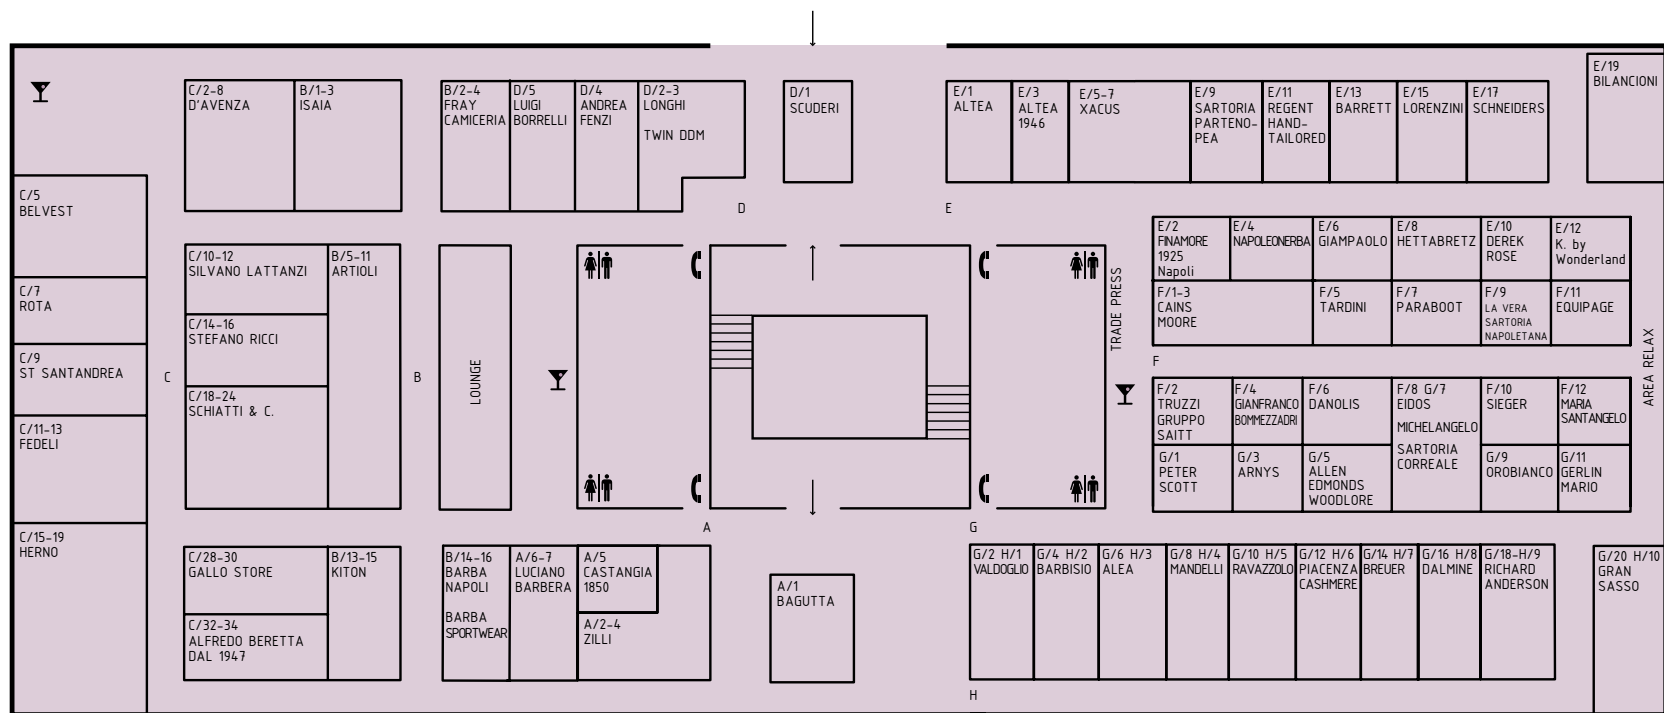 C/2-8
D'AVENZA
B/1-3
ISAIA
B/2-4
FRAY
CAMICERIA
D/5
LUIGI
BORRELLI
D/4
ANDREA
FENZI
D/2-3
LONGHI
TWIN DDM
D/1
SCUDERI
E/1
ALTEA
E/3
ALTEA
1946
E/5-7
XACUS
E/9
SARTORIA
PARTENO-
PEA
E/11
REGENT
HAND-
TAILORED
E/13
BARRETT
E/15
LORENZINI
E/17
SCHNEIDERS
E/19
BILANCIONI
C/5
BELVEST
C/7
ROTA
C/9
ST SANTANDREA
C/11-13
FEDELI
C/15-19
HERNO
C
C/10-12
SILVANO LATTANZI
B/5-11
ARTIOLI
C/14-16
STEFANO RICCI
C/18-24
SCHIATTI & C.
B
LOUNGE
D
E
TRADE PRESS
E/2
FINAMORE
1925
Napoli
E/4
NAPOLEONERBA
E/6
GIAMPAOLO
E/8
HETTABRETZ
E/10
DEREK
ROSE
E/12
K. by
Wonderland
F/1-3
CAINS
MOORE
F/5
TARDINI
F/7
PARABOOT
F/9
LA VERA
SARTORIA
NAPOLETANA
F/11
EQUIPAGE
F
AREA RELAX
F/2
TRUZZI
GRUPPO
SAITT
F/4
GIANFRANCO
BOMMEZZADRI
F/6
DANOLIS
F/8 G/7
EIDOS
MICHELANGELO
SARTORIA
CORREALE
F/10
SIEGER
F/12
MARIA
SANTANGELO
G/1
PETER
SCOTT
G/3
ARNYS
G/5
ALLEN
EDMONDS
WOODLORE
G/9
OROBIANCO
G/11
GERLIN
MARIO
A
G
C/28-30
GALLO STORE
B/13-15
KITON
C/32-34
ALFREDO BERETTA
DAL 1947
B/14-16
BARBA
NAPOLI
BARBA
SPORTWEAR
A/6-7
LUCIANO
BARBERA
A/5
CASTANGIA
1850
A/2-4
ZILLI
A/1
BAGUTTA
G/2 H/1
VALDOGLIO
G/4 H/2
BARBISIO
G/6 H/3
ALEA
G/8 H/4
MANDELLI
G/10 H/5
RAVAZZOLO
G/12 H/6
PIACENZA
CASHMERE
G/14 H/7
BREUER
G/16 H/8
DALMINE
G/18-H/9
RICHARD
ANDERSON
G/20 H/10
GRAN
SASSO
H